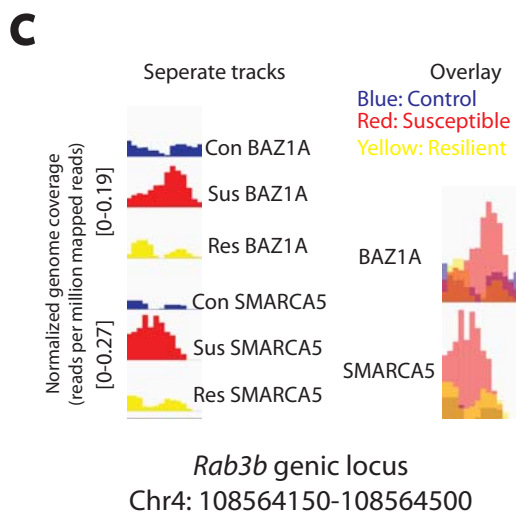 C
Seperate tracks
Overlay
Blue: Control
Red: Susceptible
Yellow: Resilient
Normalized genome coverage
(reads per million mapped reads)
[0-0.19]
[0-0.27]
Con BAZ1A
Sus BAZ1A
Res BAZ1A
Con SMARCA5
Sus SMARCA5
Res SMARCA5
BAZ1A
SMARCA5
Rab3b genic locus
Chr4: 108564150-108564500